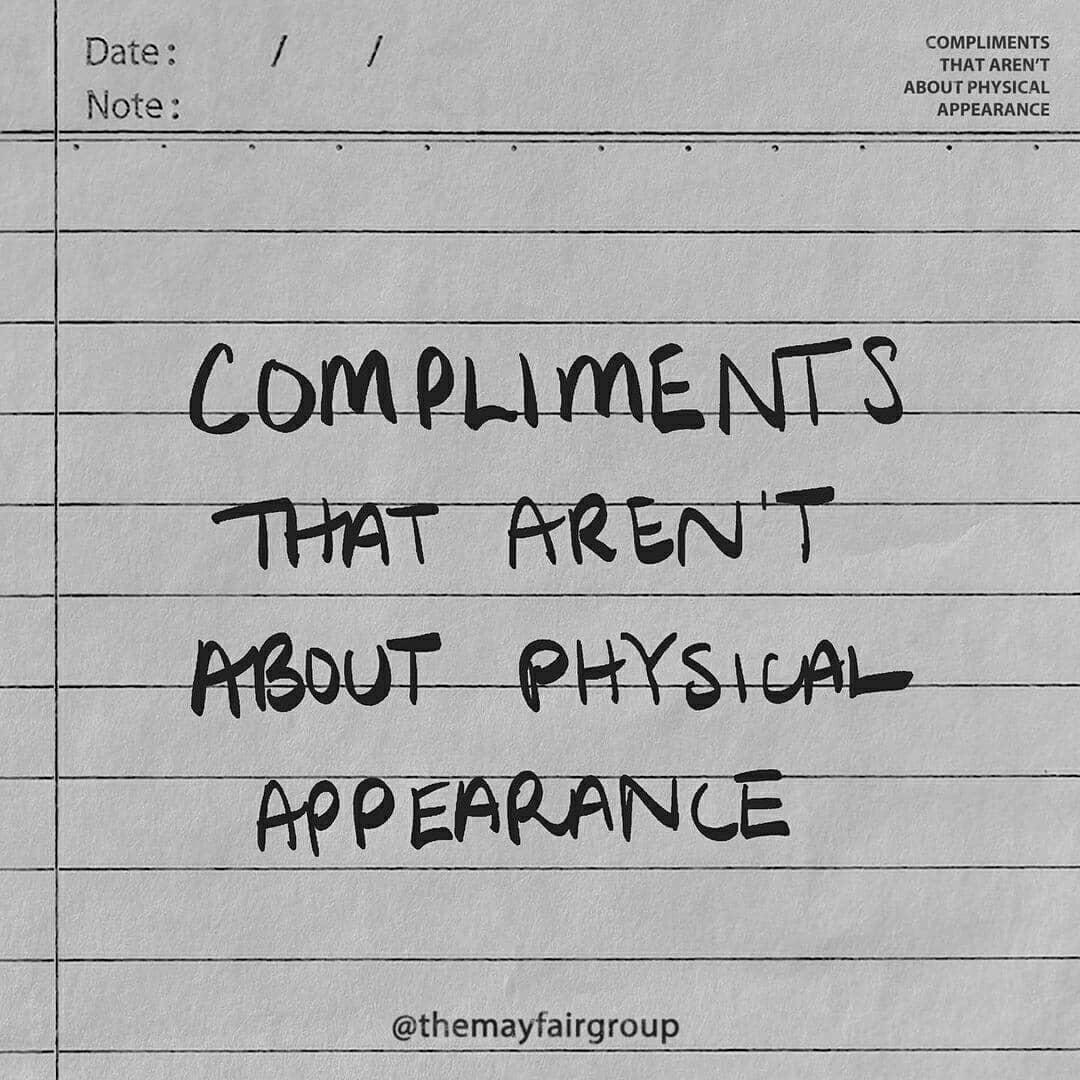 Date: / /
Note:
COMPLIMENTS
THAT AREN'T
ABOUT PHYSICAL
APPEARANCE
COMPLIMENTS
THAT AREN'T
ABOUT PHYSICAL
APPEARANCE
@themayfairgroup